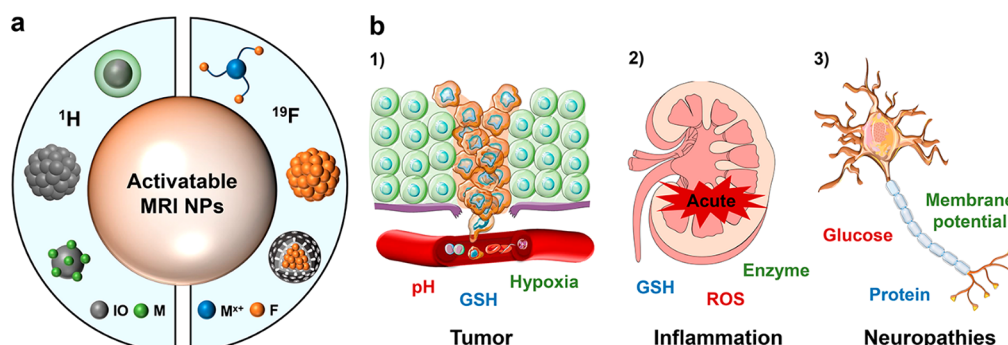 a
¹H
¹⁹F
Activatable
MRI NPs
IO
M
Mˣ⁺
F
b
1)
pH
GSH
Hypoxia
Tumor
2)
Acute
GSH
ROS
Enzyme
Inflammation
3)
Glucose
Membrane
potential
Protein
Neuropathies